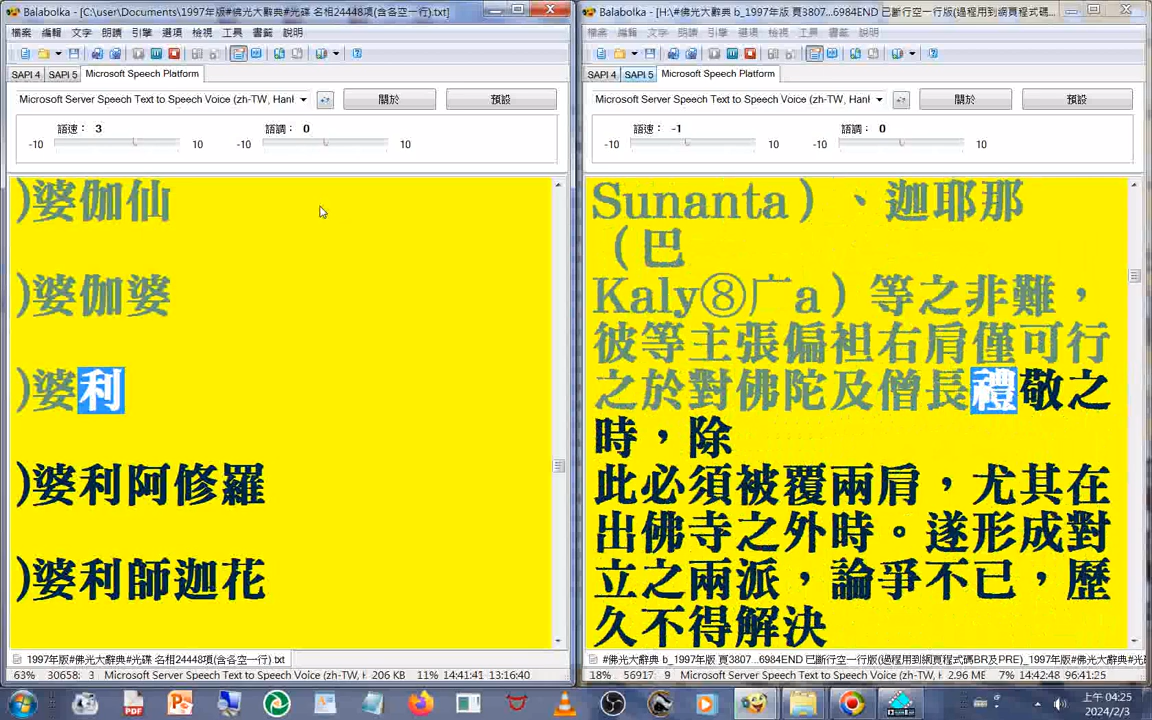 Balabolka - [C:\user\Documents\1997年版#佛光大辭典#光碟 名相24448項(含各空一行).txt]
檔案 編輯 文字 朗讀 引擎 選項 檢視 工具 書籤 說明
SAPI 4 SAPI 5 Microsoft Speech Platform
Microsoft Server Speech Text to Speech Voice (zh-TW, Hanl
關於
預設
語速： 3
語調： 0
-10 10 -10 10
)婆伽仙
)婆伽婆
)婆利
)婆利阿修羅
)婆利師迦花
1997年版#佛光大辭典#光碟 名相24448項(含各空一行).txt
63% 30658: 3 Microsoft Server Speech Text to Speech Voice (zh-TW, H 206 KB 11% 14:41:41 13:16:40
Balabolka - [H:\#佛光大辭典 b_1997年版 頁3807...6984END 已斷行空一行版(過程用到網頁程式碼
檔案 編輯 文字 朗讀 引擎 選項 檢視 工具 書籤 說明
SAPI 4 SAPI 5 Microsoft Speech Platform
Microsoft Server Speech Text to Speech Voice (zh-TW, Hanl
關於
預設
語速： -1
語調： 0
-10 10 -10 10
Sunanta）、迦耶那
（巴
Kaly⑧广a）等之非難，
彼等主張偏袒右肩僅可行
之於對佛陀及僧長禮敬之
時，除
此必須被覆兩肩，尤其在
出佛寺之外時。遂形成對
立之兩派，論爭不已，歷
久不得解決
#佛光大辭典 b_1997年版 頁3807...6984END 已斷行空一行版(過程用到網頁程式碼BR及PRE)_1997年版#光
18% 56917: 9 Microsoft Server Speech Text to Speech Voice (zh-TW, H 2.96 ME 7% 14:42:48 96:41:25
上午 04:25
2024/2/3